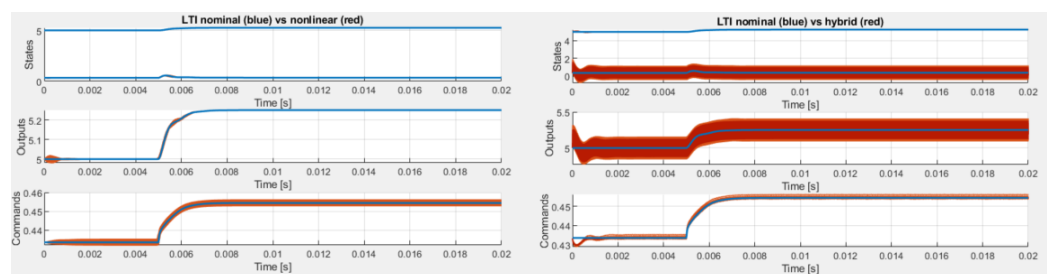 LTI nominal (blue) vs nonlinear (red)
States
5
0
0 0.002 0.004 0.006 0.008 0.01 0.012 0.014 0.016 0.018 0.02
Time [s]
Outputs
5.2
5.1
5
0 0.002 0.004 0.006 0.008 0.01 0.012 0.014 0.016 0.018 0.02
Time [s]
Commands
0.46
0.45
0.44
0 0.002 0.004 0.006 0.008 0.01 0.012 0.014 0.016 0.018 0.02
Time [s]
LTI nominal (blue) vs hybrid (red)
States
4
2
0
0 0.002 0.004 0.006 0.008 0.01 0.012 0.014 0.016 0.018 0.02
Time [s]
Outputs
5.5
5
0 0.002 0.004 0.006 0.008 0.01 0.012 0.014 0.016 0.018 0.02
Time [s]
Commands
0.45
0.44
0.43
0 0.002 0.004 0.006 0.008 0.01 0.012 0.014 0.016 0.018 0.02
Time [s]